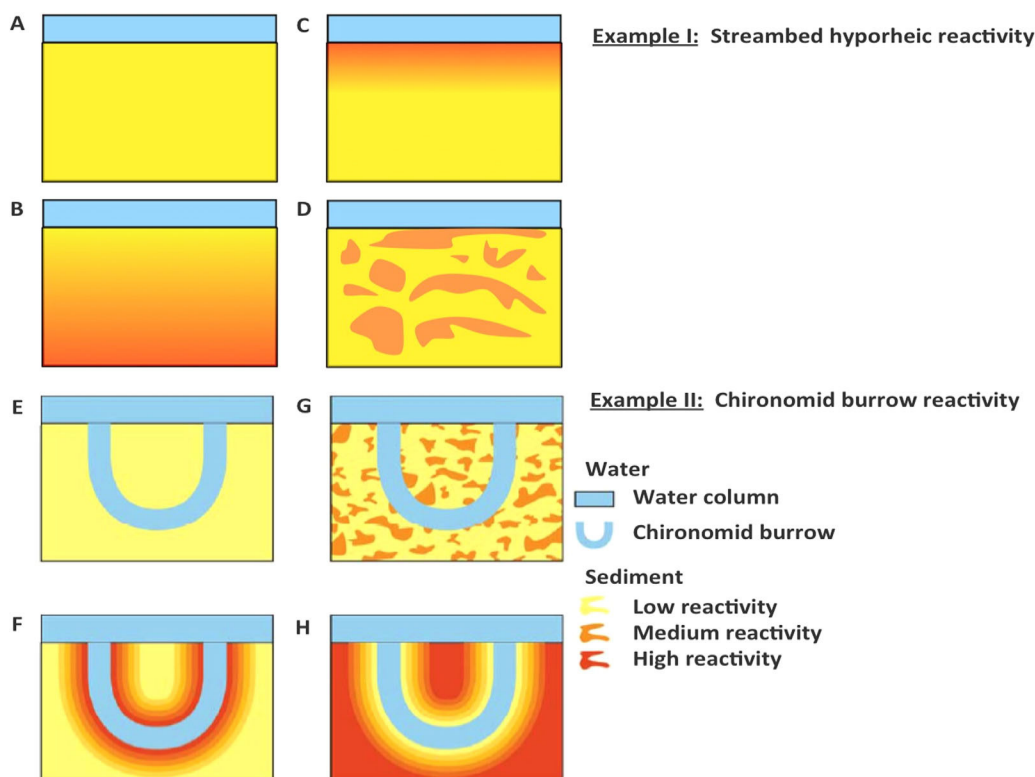 A
C
Example I: Streambed hyporheic reactivity
B
D
E
G
Example II: Chironomid burrow reactivity
Water
Water column
Chironomid burrow
Sediment
Low reactivity
Medium reactivity
High reactivity
F
H